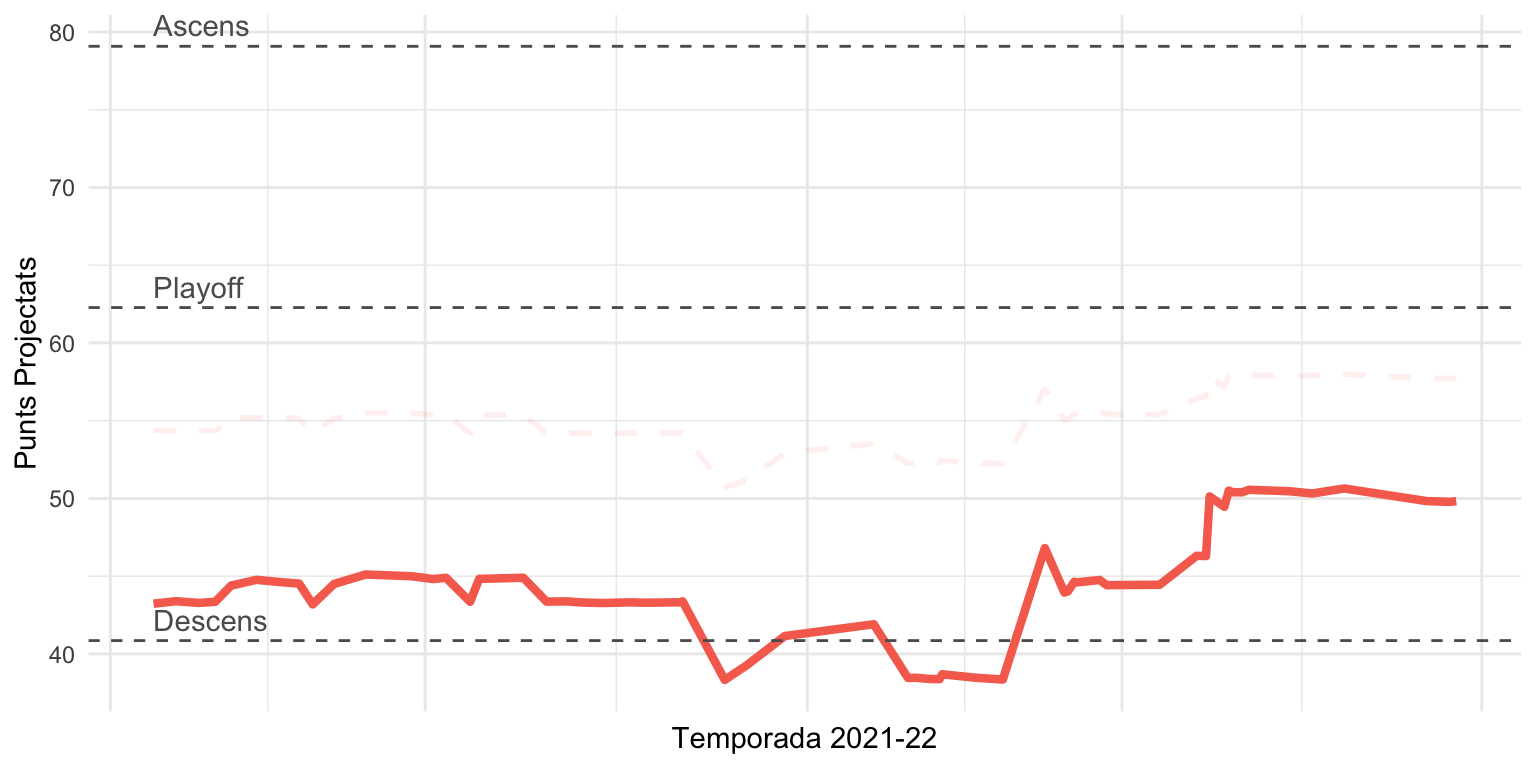 Punts Projectats
80
70
60
50
40
Ascens
Playoff
Descens
Temporada 2021-22